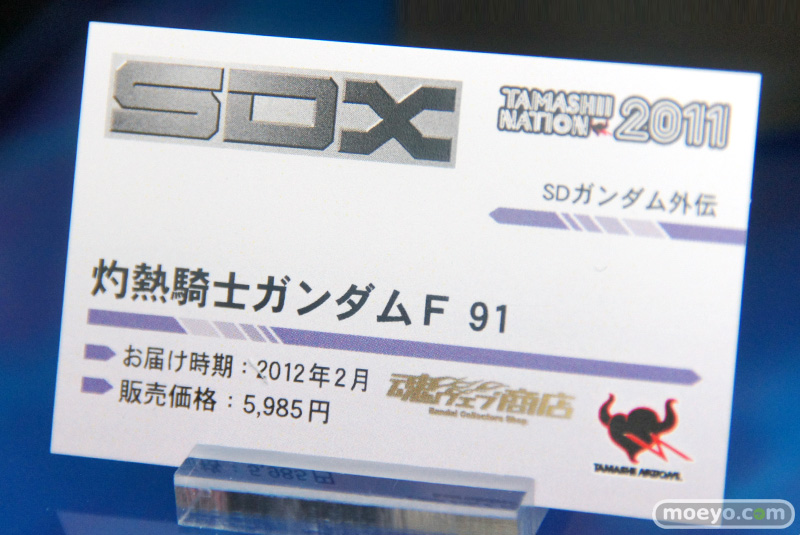 SDX
TAMASHII
NATION 2011
SDガンダム外伝
灼熱騎士ガンダムF 91
お届け時期：2012年2月
販売価格：5,985円
魂ウェブ商店
Bandai Collectors Shop
TAMASHII NATIONS
moeyo.com